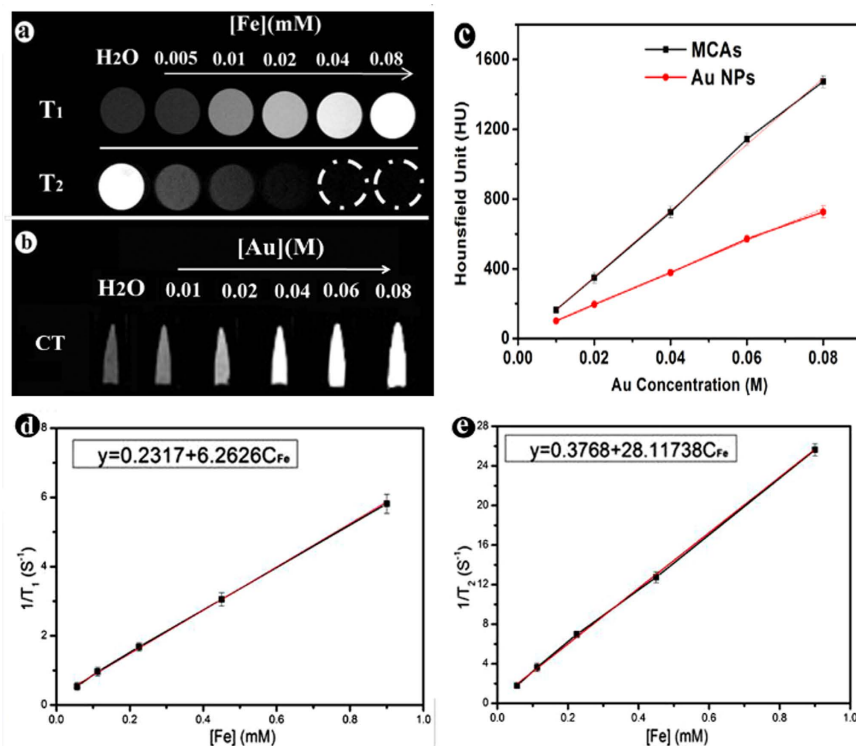 a
[Fe](mM)
H2O 0.005 0.01 0.02 0.04 0.08
T1
T2
b
[Au](M)
H2O 0.01 0.02 0.04 0.06 0.08
CT
c
MCAs
Au NPs
Hounsfield Unit (HU)
1600
1200
800
400
0
0.00 0.02 0.04 0.06 0.08
Au Concentration (M)
d
y=0.2317+6.2626CFe
1/T1 (S-1)
8
6
4
2
0
0.0 0.2 0.4 0.6 0.8 1.0
[Fe] (mM)
e
y=0.3768+28.11738CFe
1/T2 (S-1)
28
24
20
16
12
8
4
0
0.0 0.2 0.4 0.6 0.8 1.0
[Fe] (mM)